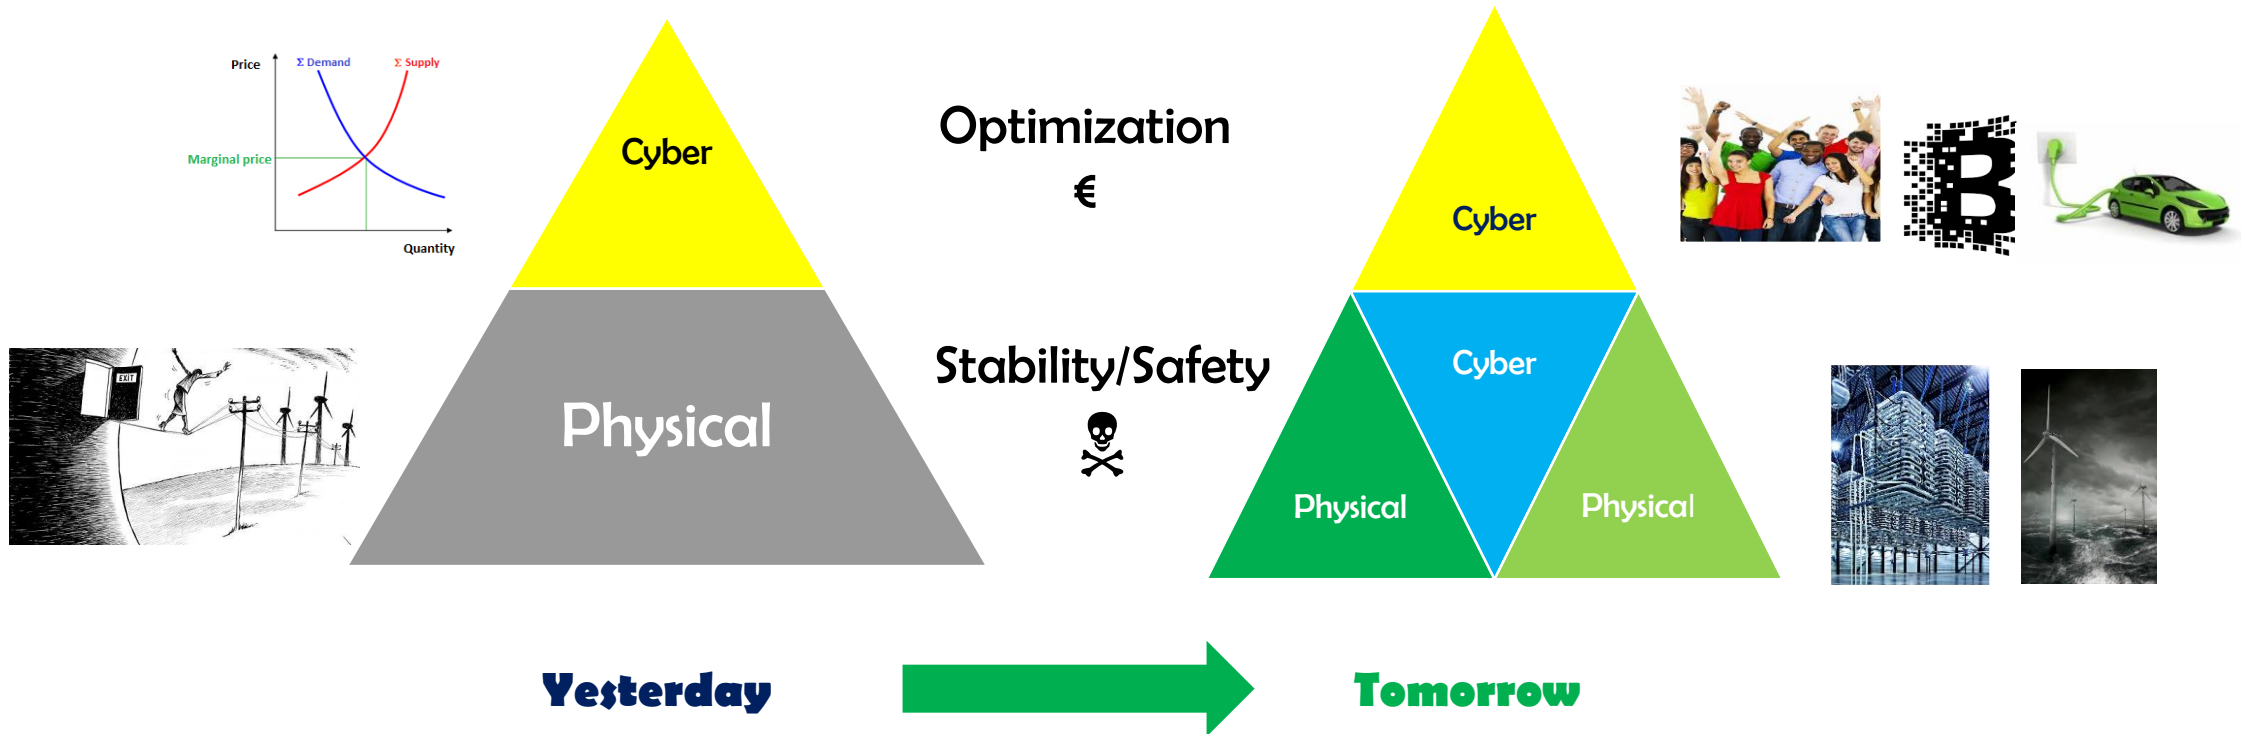 Price
Σ Demand
Σ Supply
Marginal price
Quantity
EXIT
Cyber
Physical
Optimization
€
Stability/Safety
Cyber
Cyber
Physical
Physical
B
Yesterday
Tomorrow